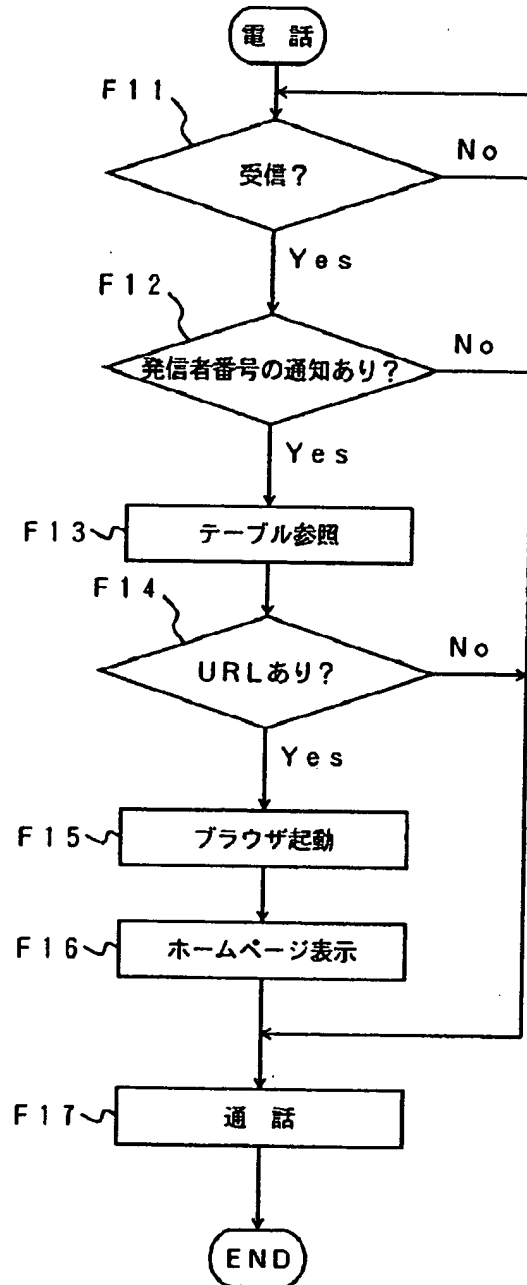 電 話
F11
受信?
No
Yes
F12
発信者番号の通知あり?
No
Yes
F13
テーブル参照
F14
URLあり?
No
Yes
F15
ブラウザ起動
F16
ホームページ表示
F17
通 話
END